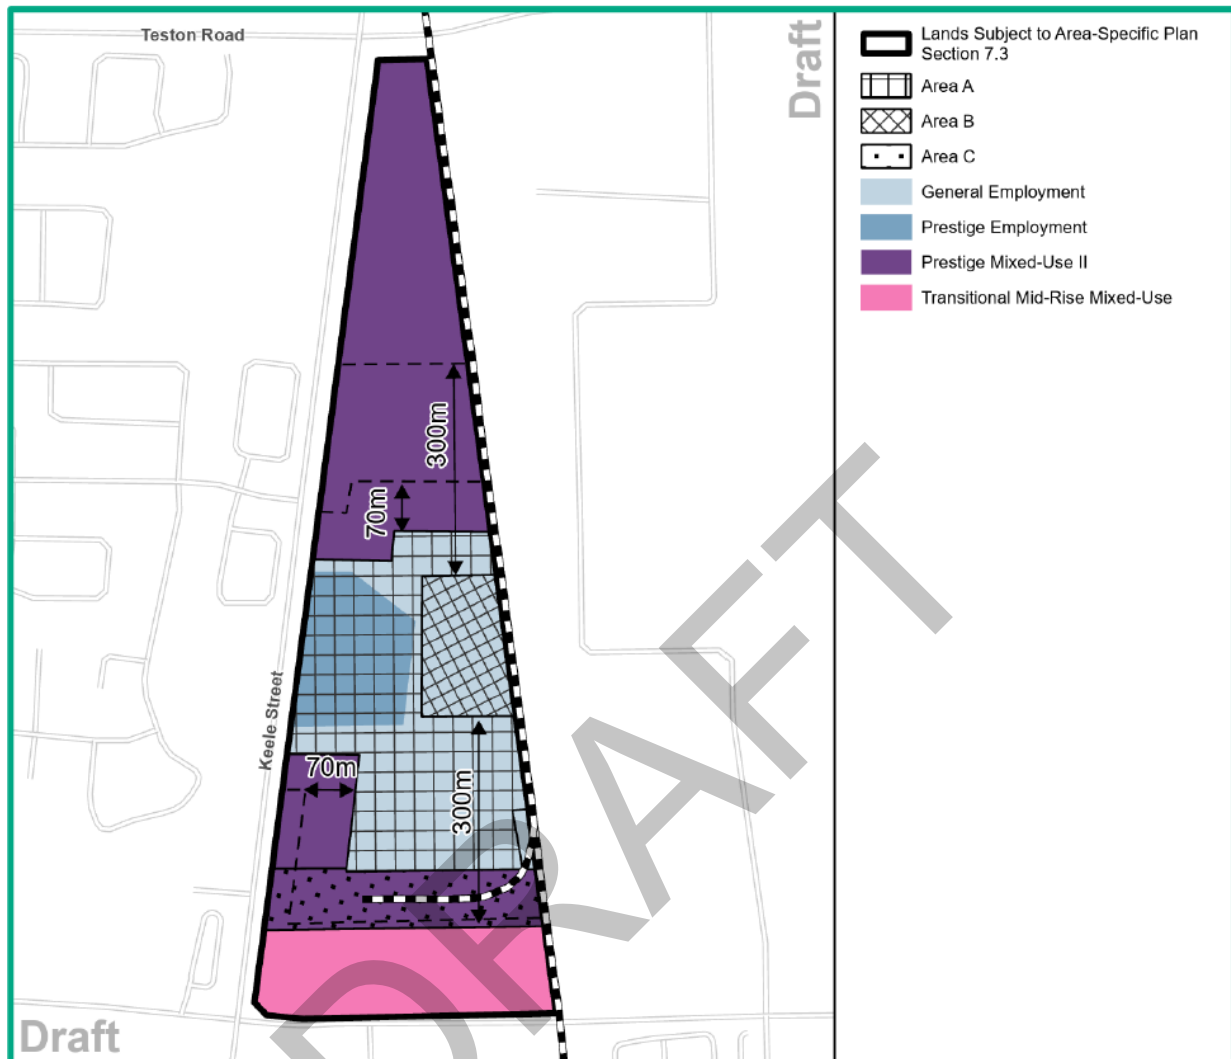 Teston Road
Draft
Lands Subject to Area-Specific Plan
Section 7.3
Area A
Area B
Area C
General Employment
Prestige Employment
Prestige Mixed-Use II
Transitional Mid-Rise Mixed-Use
300m
70m
Keele Street
70m
300m
DRAFT
Draft